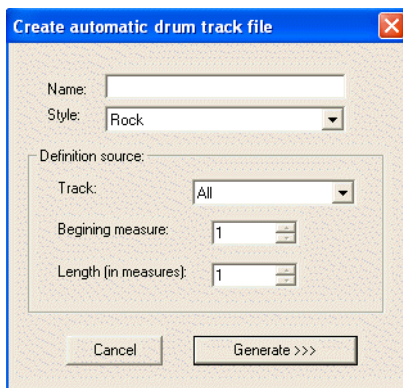 Create automatic drum track file
Name:
Style: Rock
Definition source:
Track: All
Begining measure: 1
Length (in measures): 1
Cancel Generate >>>